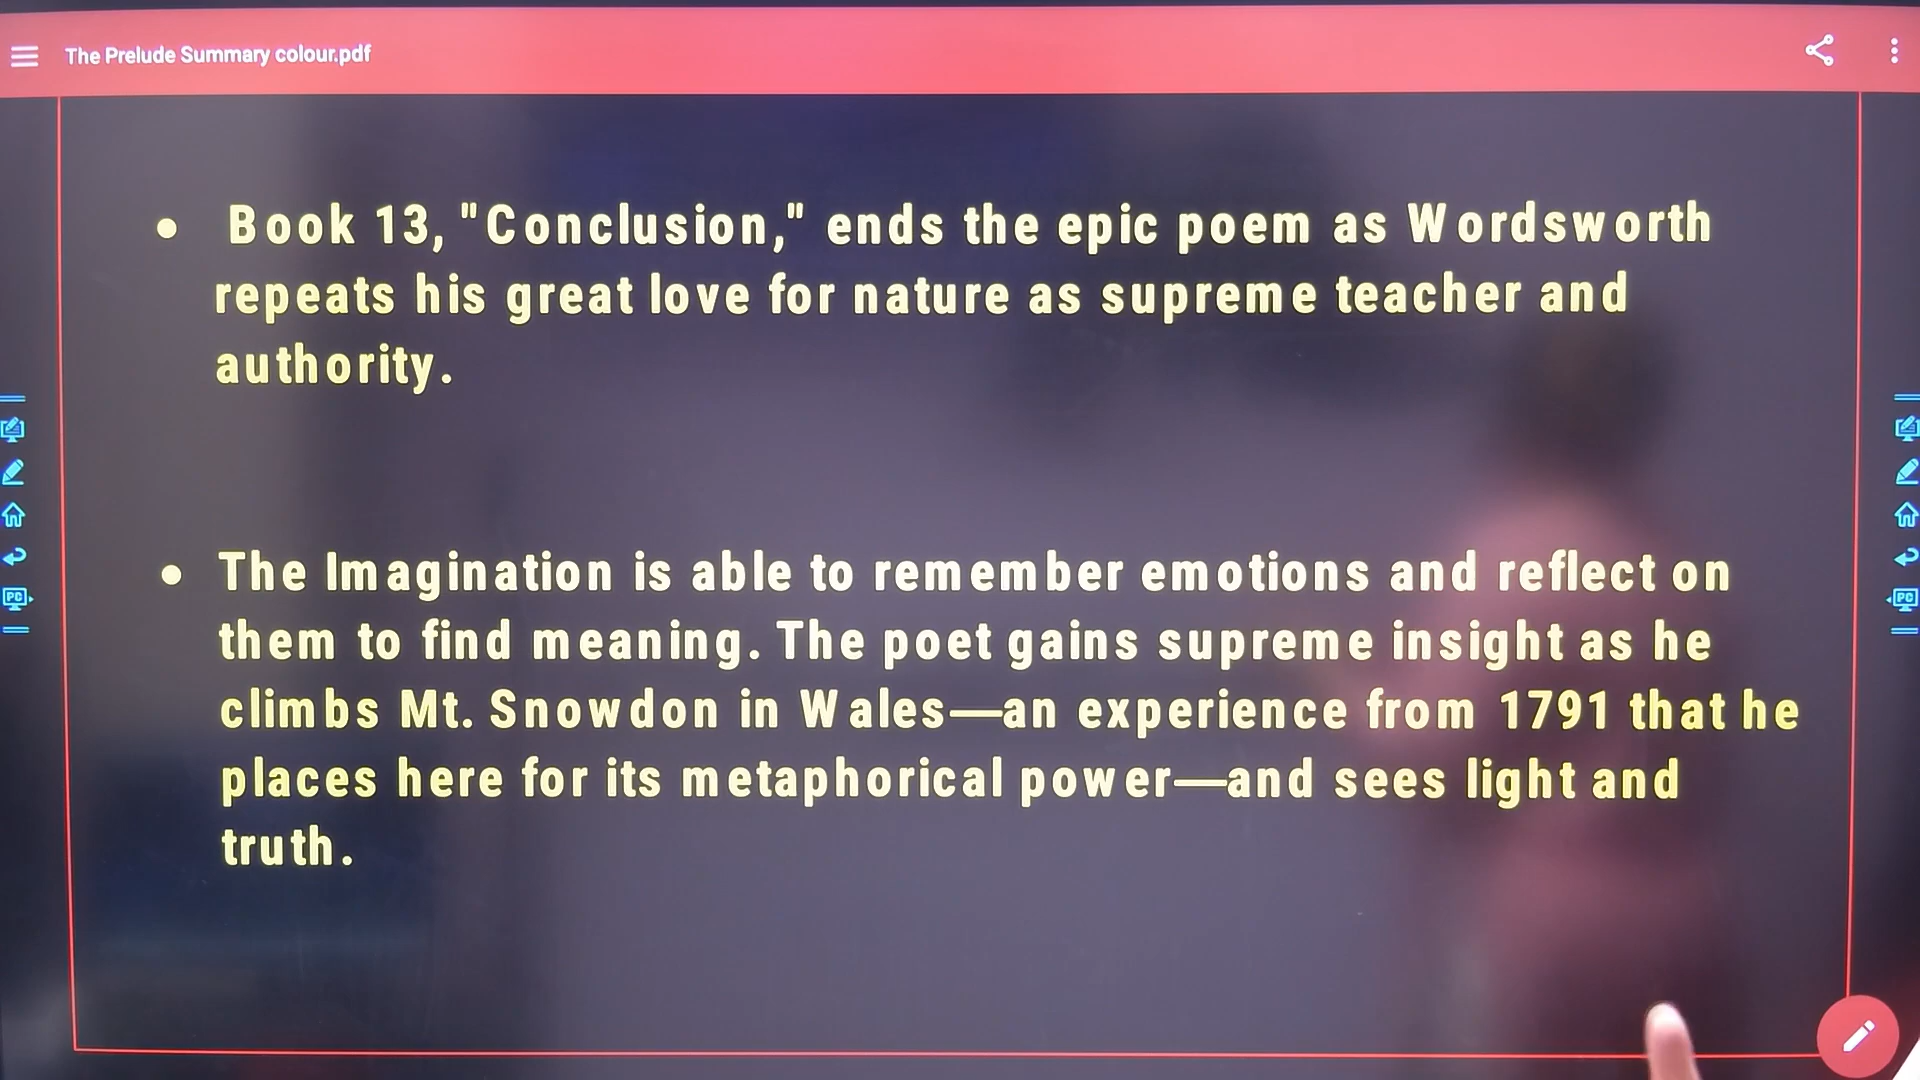 The Prelude Summary colour.pdf
• Book 13, "Conclusion," ends the epic poem as Wordsworth
repeats his great love for nature as supreme teacher and
authority.
• The Imagination is able to remember emotions and reflect on
them to find meaning. The poet gains supreme insight as he
climbs Mt. Snowdon in Wales—an experience from 1791 that he
places here for its metaphorical power—and sees light and
truth.
PC
PC